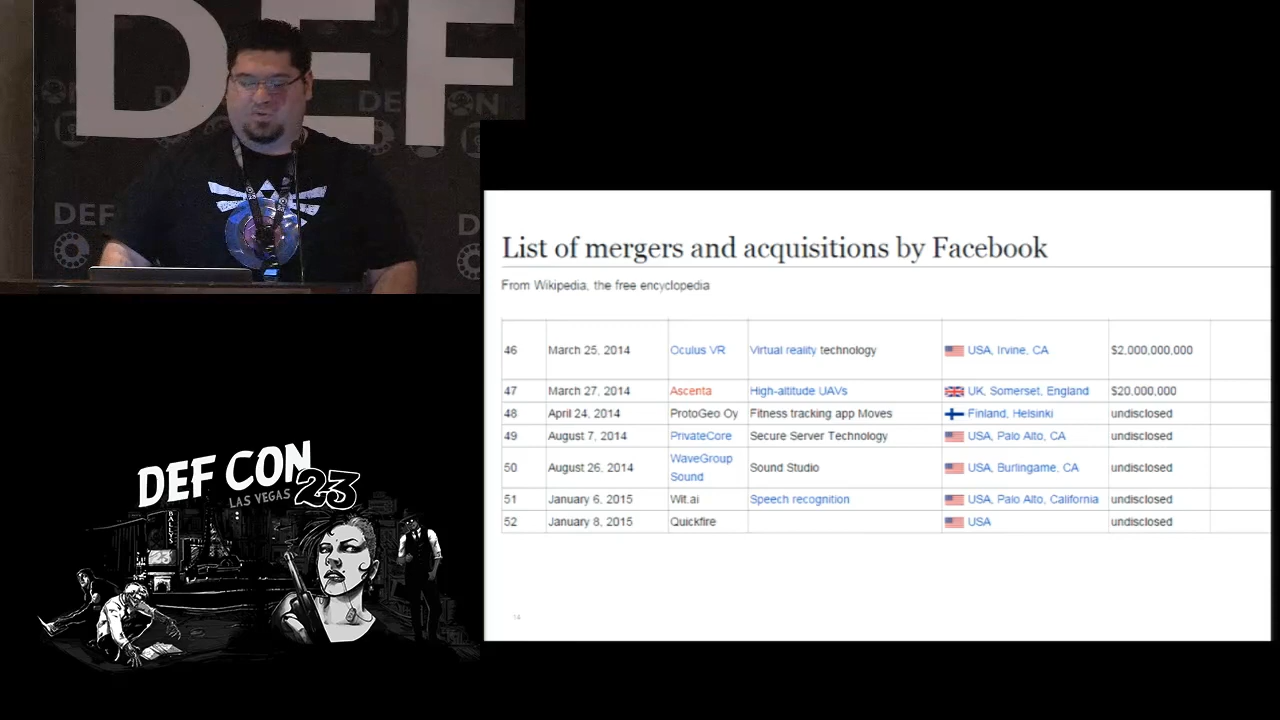 DEF
DEF CON
DEF
DEF CON 23
LAS VEGAS
BALLYS
23
List of mergers and acquisitions by Facebook
From Wikipedia, the free encyclopedia
46 March 25, 2014 Oculus VR Virtual reality technology USA, Irvine, CA $2,000,000,000
47 March 27, 2014 Ascenta High-altitude UAVs UK, Somerset, England $20,000,000
48 April 24, 2014 ProtoGeo Oy Fitness tracking app Moves Finland, Helsinki undisclosed
49 August 7, 2014 PrivateCore Secure Server Technology USA, Palo Alto, CA undisclosed
50 August 26, 2014 WaveGroup Sound Sound Studio USA, Burlingame, CA undisclosed
51 January 6, 2015 Wit.ai Speech recognition USA, Palo Alto, California undisclosed
52 January 8, 2015 Quickfire USA undisclosed
14